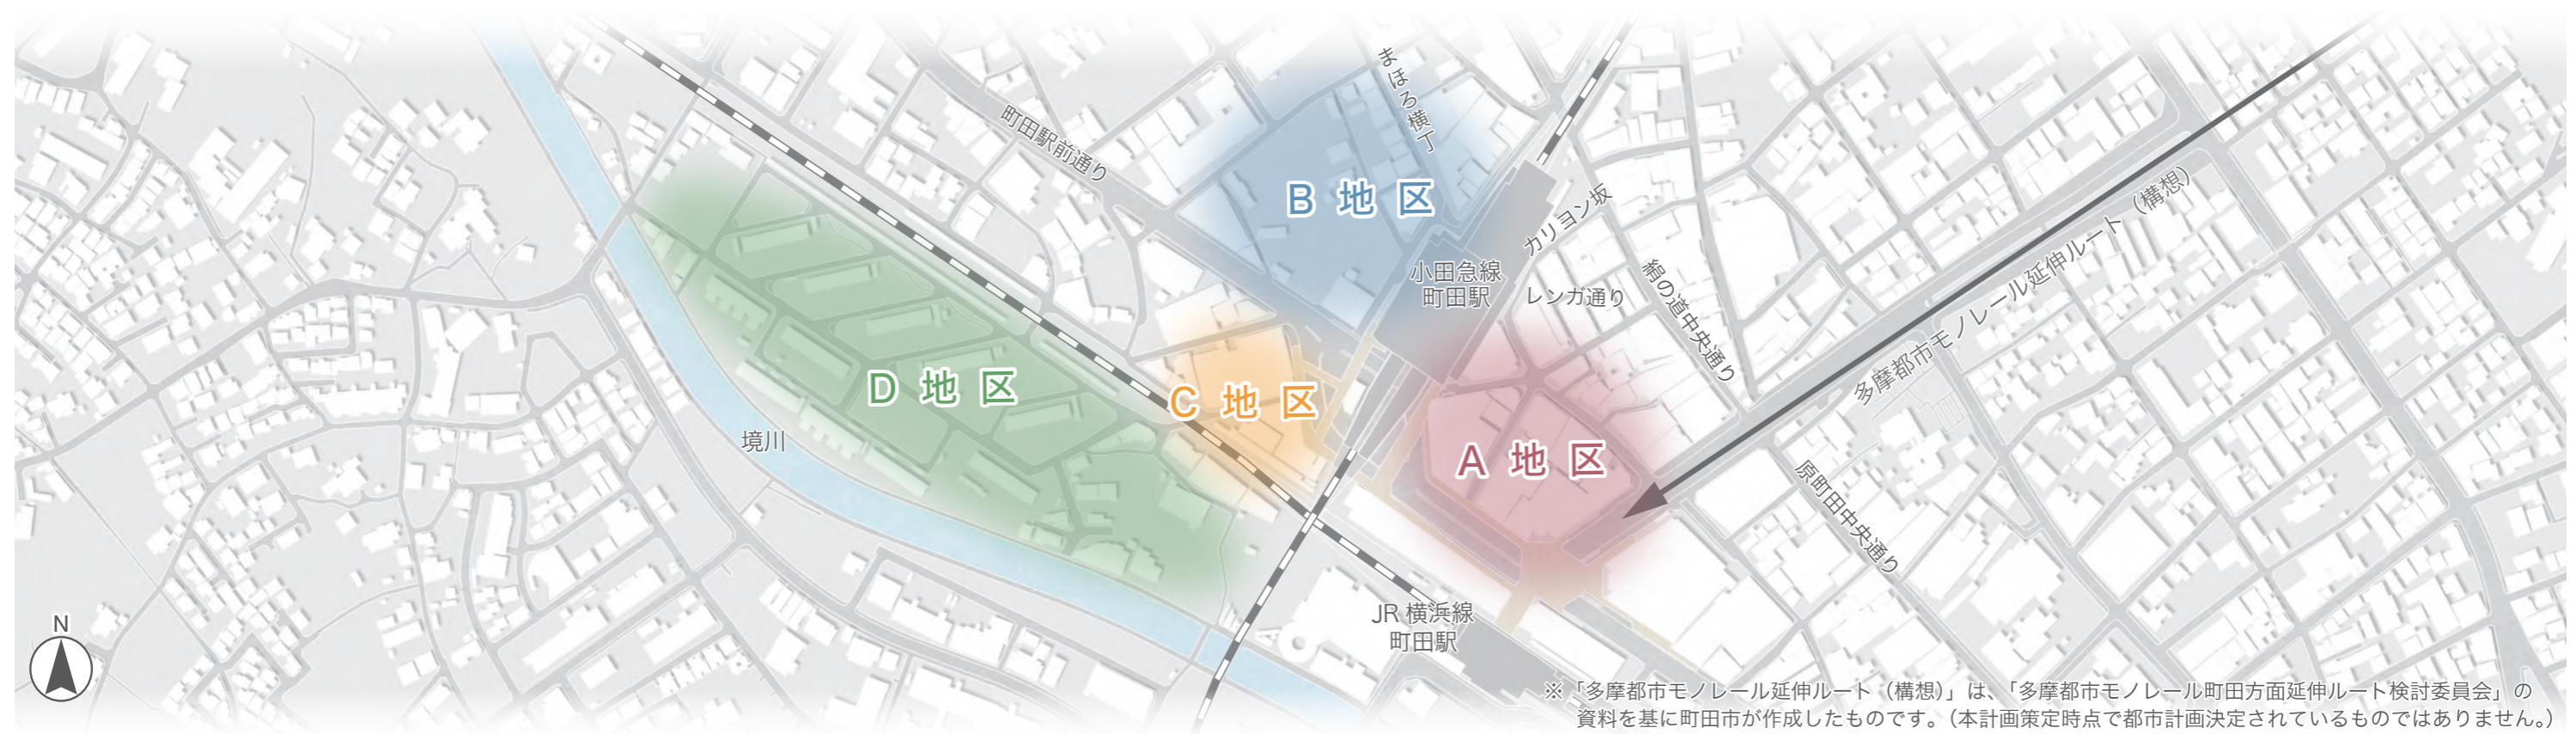 まほろ横丁
町田駅前通り
B 地 区
カリヨン坂
多摩都市モノレール延伸ルート（構想）
小田急線
町田駅
レンガ通り
絹の道中央通り
D 地 区
C 地 区
境川
A 地 区
原町田中央通り
JR 横浜線
町田駅
N
※「多摩都市モノレール延伸ルート（構想）」は、「多摩都市モノレール町田方面延伸ルート検討委員会」の
資料を基に町田市が作成したものです。（本計画策定時点で都市計画決定されているものではありません。）